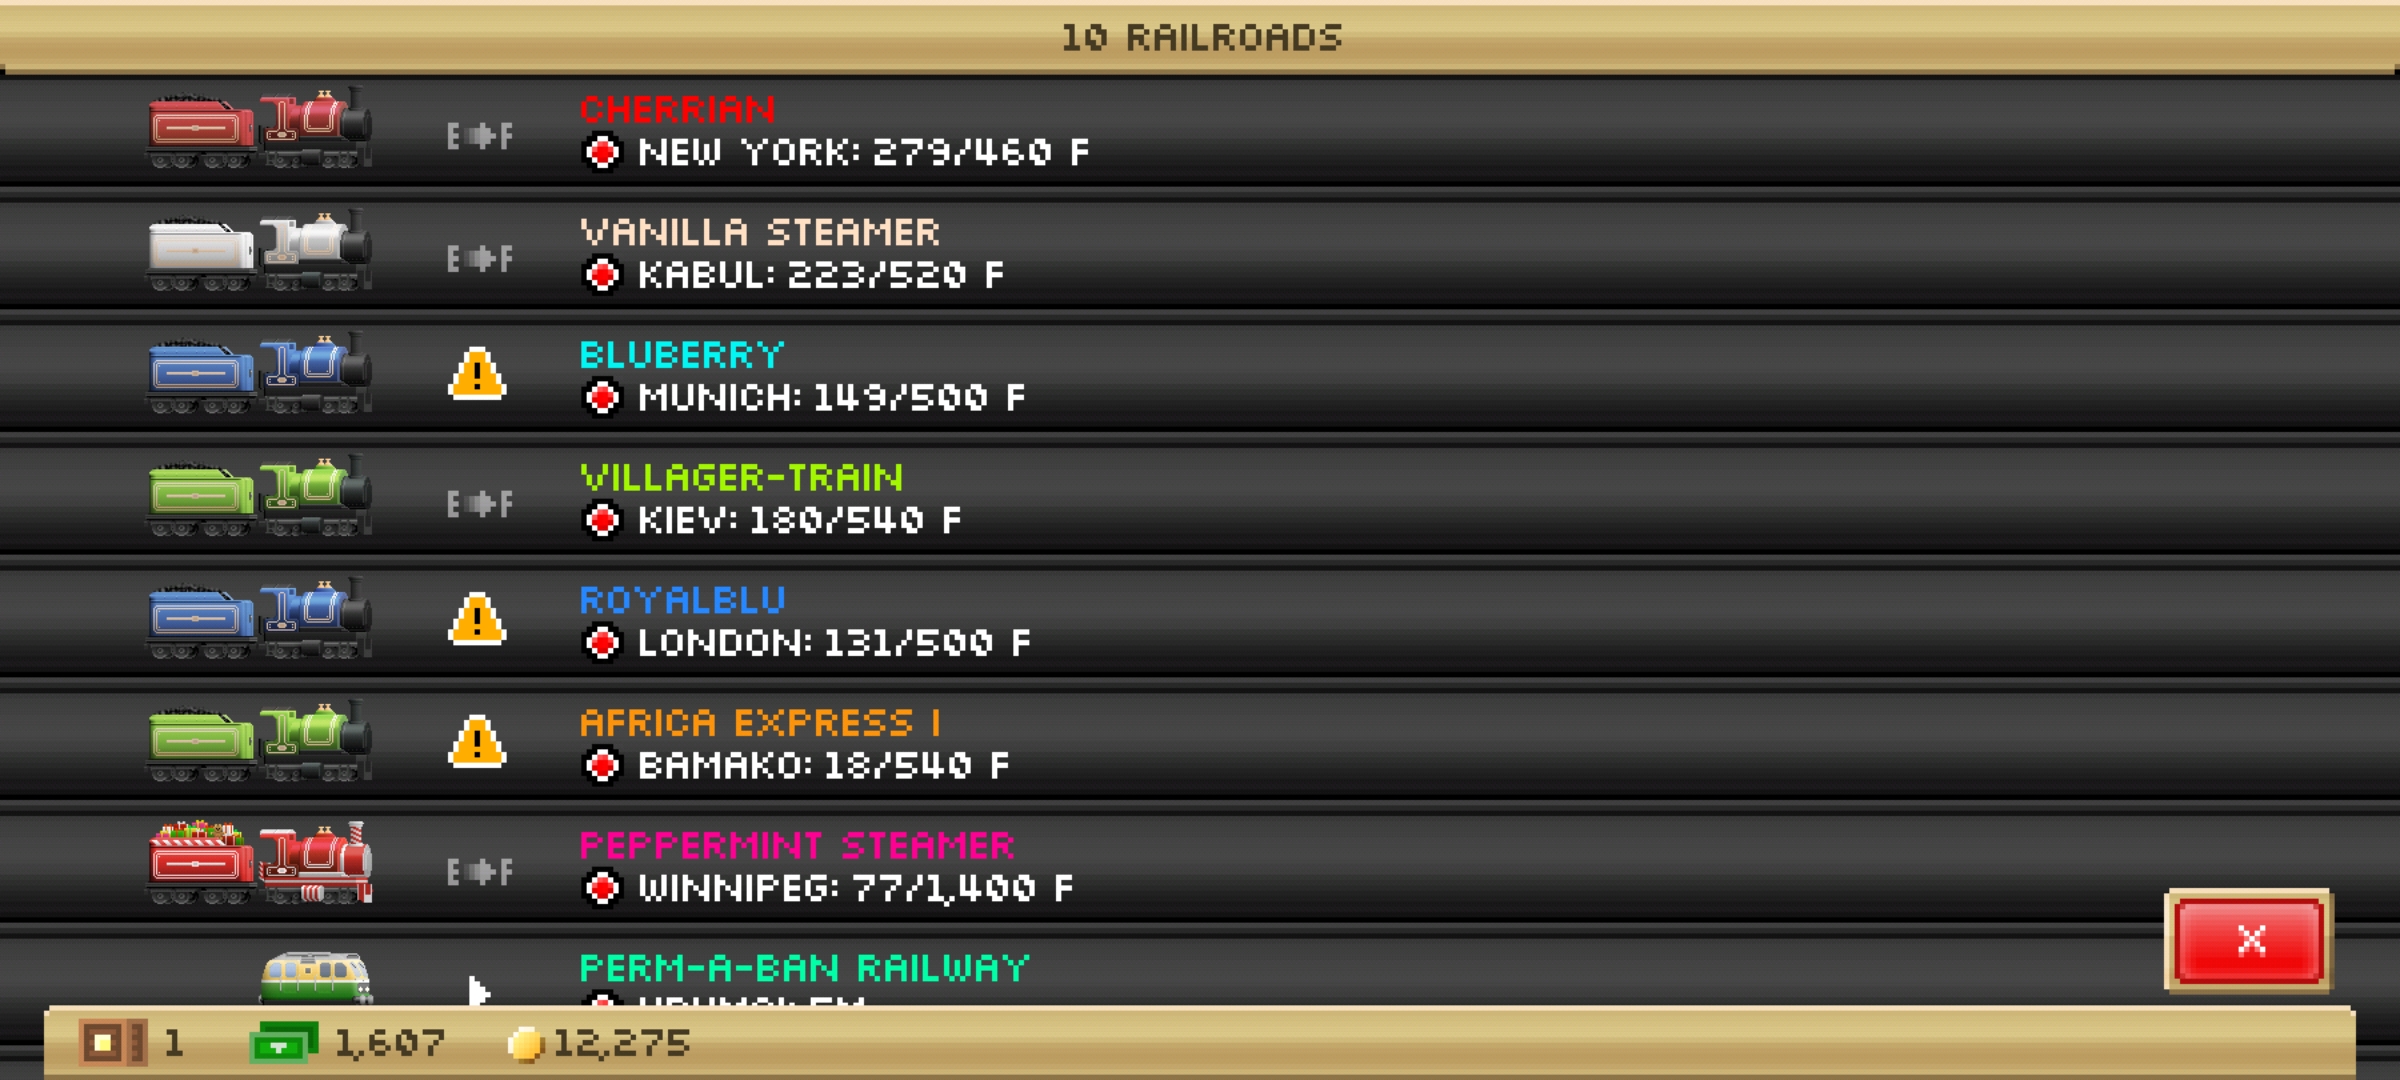 10 RAILROADS
CHERRIAN
E F
NEW YORK: 279/460 F
VANILLA STEAMER
E F
KABUL: 223/520 F
BLUBERRY
MUNICH: 149/500 F
VILLAGER-TRAIN
E F
KIEV: 180/540 F
ROYALBLU
LONDON: 131/500 F
AFRICA EXPRESS I
BAMAKO: 18/540 F
PEPPERMINT STEAMER
E F
WINNIPEG: 77/1,400 F
PERM-A-BAN RAILWAY
X
1 1,607 12,275